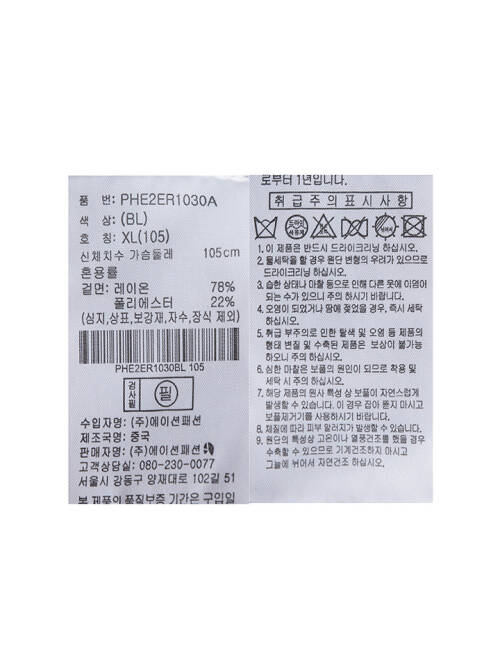 품 번: PHE2ER1030A
색 상: (BL)
호 칭: XL(105)
신체치수 가슴둘레 105cm
혼용률
겉면: 레이온 78%
폴리에스터 22%
(심지,상표,보강재,자수,장식 제외)
PHE2ER1030BL 105
검사필 필
수입자명: (주)에이션패션
제조국명: 중국
판매자명: (주)에이션패션
고객상담실: 080-230-0077
서울시 강동구 양재대로 102길 51
본 제품의 품질보증 기간은 구입일
로부터 1년입니다.
취급주의표시사항
드라이
석유계
1. 이 제품은 반드시 드라이크리닝 하십시오.
2. 물세탁을 할 경우 원단 변형의 우려가 있으므로
드라이크리닝 하십시오.
3. 습한 상태나 마찰 등으로 인해 다른 옷에 이염이
되는 수가 있으니 주의 하시기 바랍니다.
4. 오염이 되었거나 땀에 젖었을 경우, 즉시 세탁
하십시오.
5. 취급 부주의로 인한 탈색 및 오염 등 제품의
형태 변질 및 수축된 제품은 보상이 불가능
하오니 주의 하십시오.
6. 심한 마찰은 보풀의 원인이 되므로 착용 및
세탁 시 주의 하십시오.
7. 해당 제품의 원사 특성 상 보풀이 자연스럽게
발생할 수 있습니다. 이 경우 잡아 뜯지 마시고
보풀제거기를 사용하시기 바랍니다.
8. 체질에 따라 피부 알러지가 발생할 수 있습니다.
9. 원단의 특성상 고온이나 열풍건조를 했을 경우
수축할 수 있으므로 기계건조하지 마시고
그늘에 뉘어서 자연건조 하십시오.